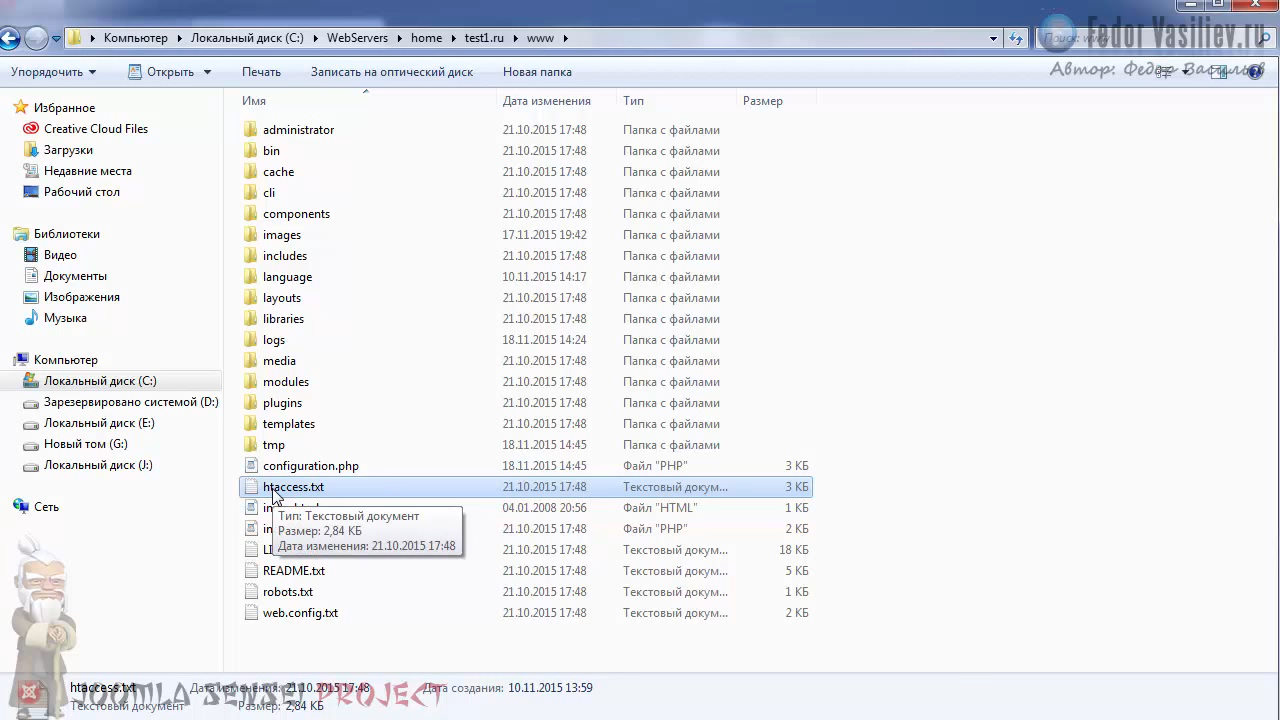 Компьютер Локальный диск (C:) WebServers home test1.ru www
Fedor Vasiliev.ru
Автор: Федор Васильев
Упорядочить Открыть Печать Записать на оптический диск Новая папка
Имя Дата изменения Тип Размер
Избранное
Creative Cloud Files
Загрузки
Недавние места
Рабочий стол
Библиотеки
Видео
Документы
Изображения
Музыка
Компьютер
Локальный диск (C:)
Зарезервировано системой (D:)
Локальный диск (E:)
Новый том (G:)
Локальный диск (J:)
Сеть
administrator 21.10.2015 17:48 Папка с файлами
bin 21.10.2015 17:48 Папка с файлами
cache 21.10.2015 17:48 Папка с файлами
cli 21.10.2015 17:48 Папка с файлами
components 21.10.2015 17:48 Папка с файлами
images 17.11.2015 19:42 Папка с файлами
includes 21.10.2015 17:48 Папка с файлами
language 10.11.2015 14:17 Папка с файлами
layouts 21.10.2015 17:48 Папка с файлами
libraries 21.10.2015 17:48 Папка с файлами
logs 18.11.2015 14:24 Папка с файлами
media 21.10.2015 17:48 Папка с файлами
modules 21.10.2015 17:48 Папка с файлами
plugins 21.10.2015 17:48 Папка с файлами
templates 21.10.2015 17:48 Папка с файлами
tmp 18.11.2015 14:45 Папка с файлами
configuration.php 18.11.2015 14:45 Файл "PHP" 3 КБ
htaccess.txt 21.10.2015 17:48 Текстовый докум... 3 КБ
04.01.2008 20:56 Файл "HTML" 1 КБ
21.10.2015 17:48 Файл "PHP" 2 КБ
21.10.2015 17:48 Текстовый докум... 18 КБ
README.txt 21.10.2015 17:48 Текстовый докум... 5 КБ
robots.txt 21.10.2015 17:48 Текстовый докум... 1 КБ
web.config.txt 21.10.2015 17:48 Текстовый докум... 2 КБ
Тип: Текстовый документ
Размер: 2,84 КБ
Дата изменения: 21.10.2015 17:48
htaccess.txt Дата изменения: 21.10.2015 17:48 Дата создания: 10.11.2015 13:59
Текстовый документ Размер: 2,84 КБ
JOOMLA SENSEI PROJECT